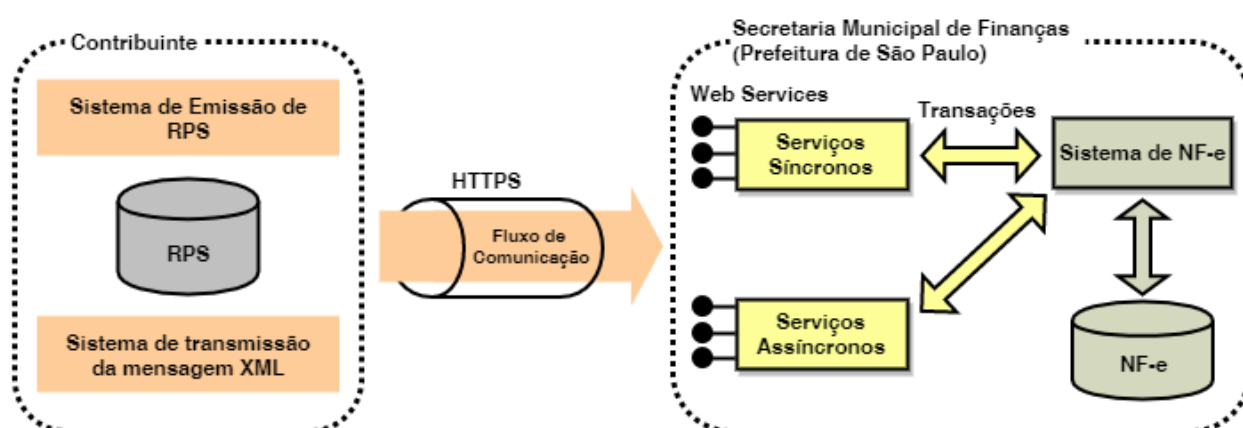 Contribuinte
Sistema de Emissão de
RPS
RPS
Sistema de transmissão
da mensagem XML
HTTPS
Fluxo de
Comunicação
Secretaria Municipal de Finanças
(Prefeitura de São Paulo)
Web Services
Transações
Serviços
Síncronos
Sistema de NF-e
Serviços
Assíncronos
NF-e